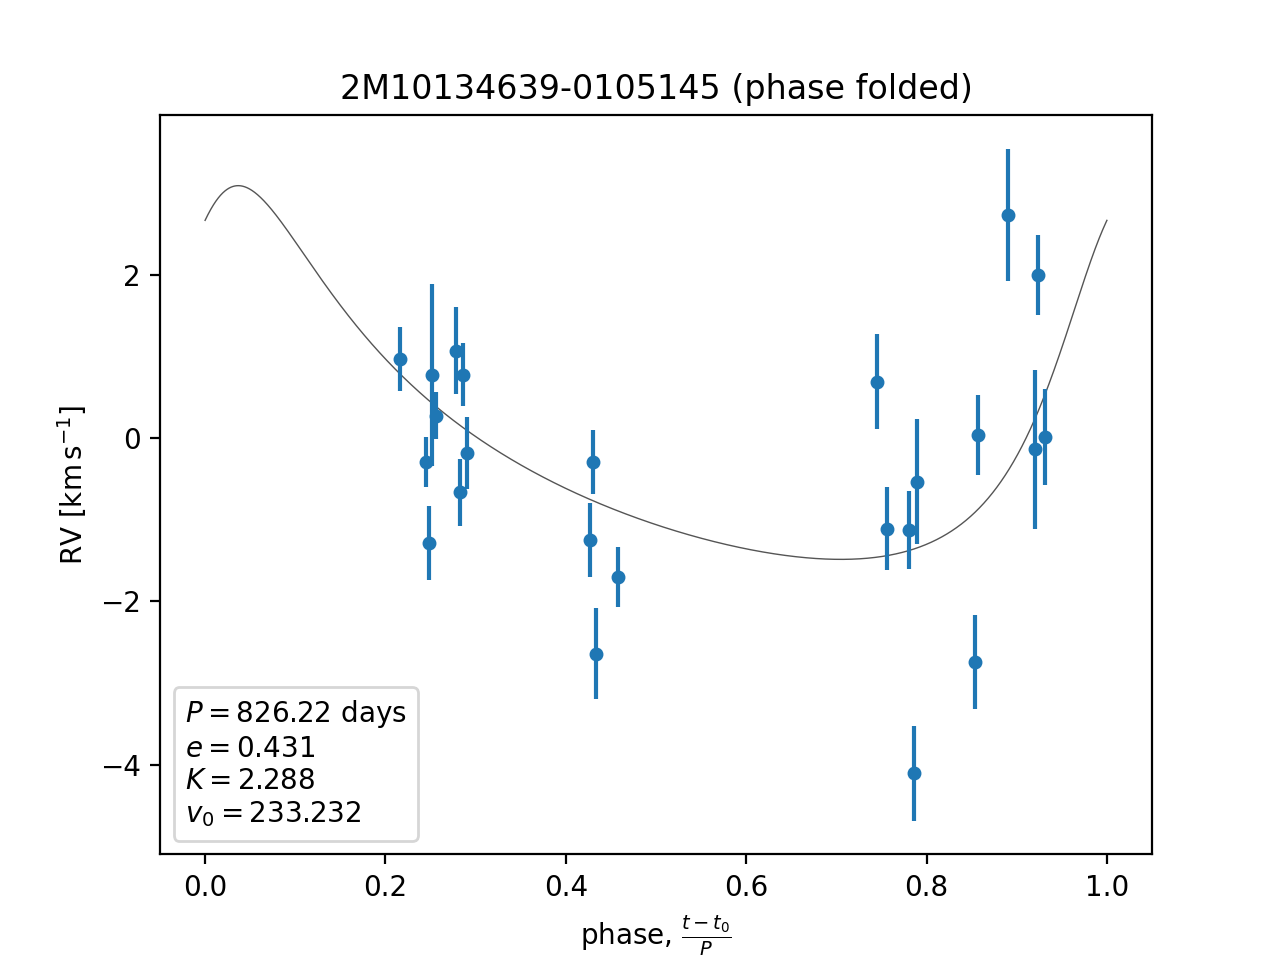 2M10134639-0105145 (phase folded)
RV [km s⁻¹]
2
0
−2
−4
P = 826.22 days
e = 0.431
K = 2.288
v₀ = 233.232
0.0 0.2 0.4 0.6 0.8 1.0
phase, (t − t₀)/P